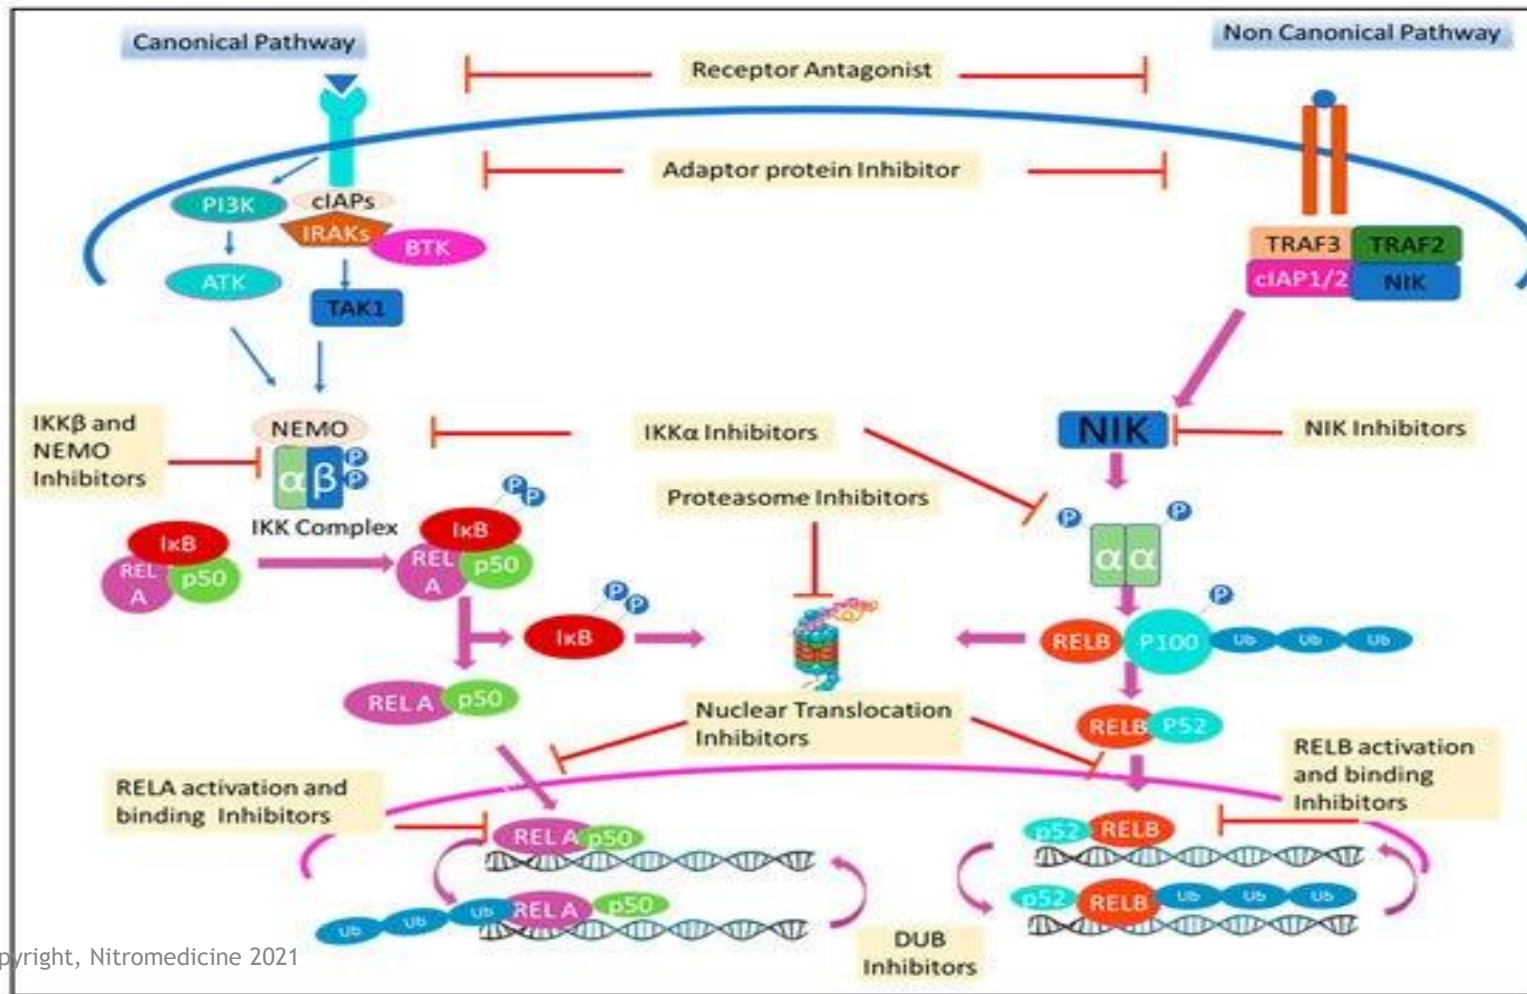 Canonical Pathway
Non Canonical Pathway
Receptor Antagonist
Adaptor protein Inhibitor
PI3K
cIAPs
IRAKs
BTK
ATK
TAK1
TRAF3
TRAF2
cIAP1/2
NIK
IKKβ and
NEMO
Inhibitors
NEMO
α
β
P
P
IKK Complex
IKKα Inhibitors
NIK
NIK Inhibitors
Proteasome Inhibitors
IκB
REL
A
p50
P
P
IκB
REL
A
p50
P
P
α
α
P
P
IκB
RELB
P100
P
Ub
Ub
Ub
REL A
p50
Nuclear Translocation
Inhibitors
RELB
P52
RELA activation and
binding Inhibitors
RELB activation
and binding
Inhibitors
REL A
p50
p52
RELB
Ub
Ub
Ub
REL A
p50
p52
RELB
Ub
Ub
Ub
DUB
Inhibitors
pyright, Nitromedicine 2021